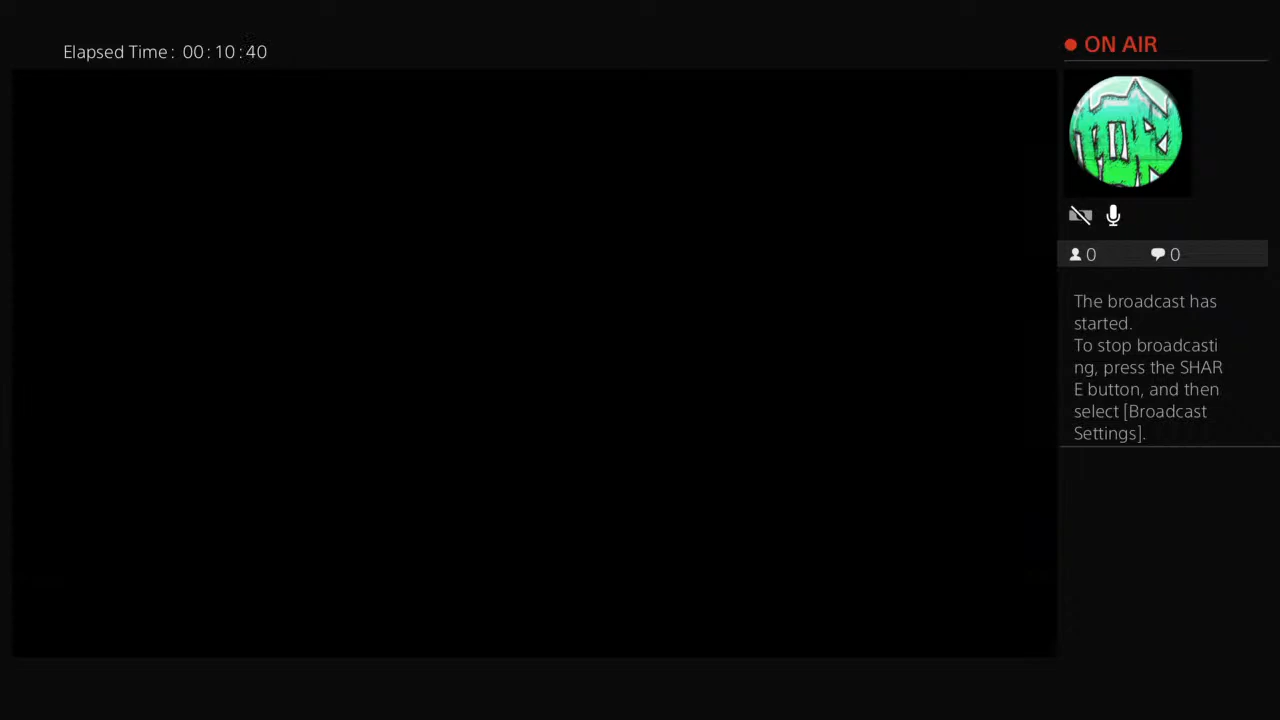 Elapsed Time: 00:10:40
ON AIR
0 0
The broadcast has
started.
To stop broadcasti
ng, press the SHAR
E button, and then
select [Broadcast
Settings].